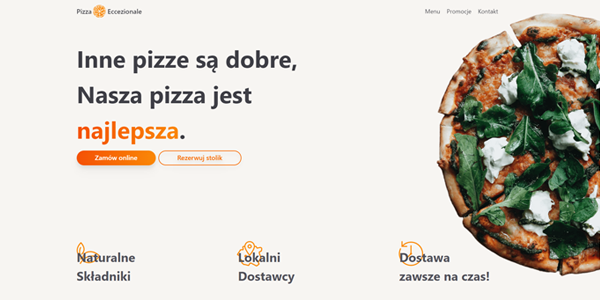 Pizza Eccezionale
Menu Promocje Kontakt
Inne pizze są dobre,
Nasza pizza jest
najlepsza.
Zamów online
Rezerwuj stolik
Naturalne
Składniki
Lokalni
Dostawcy
Dostawa
zawsze na czas!